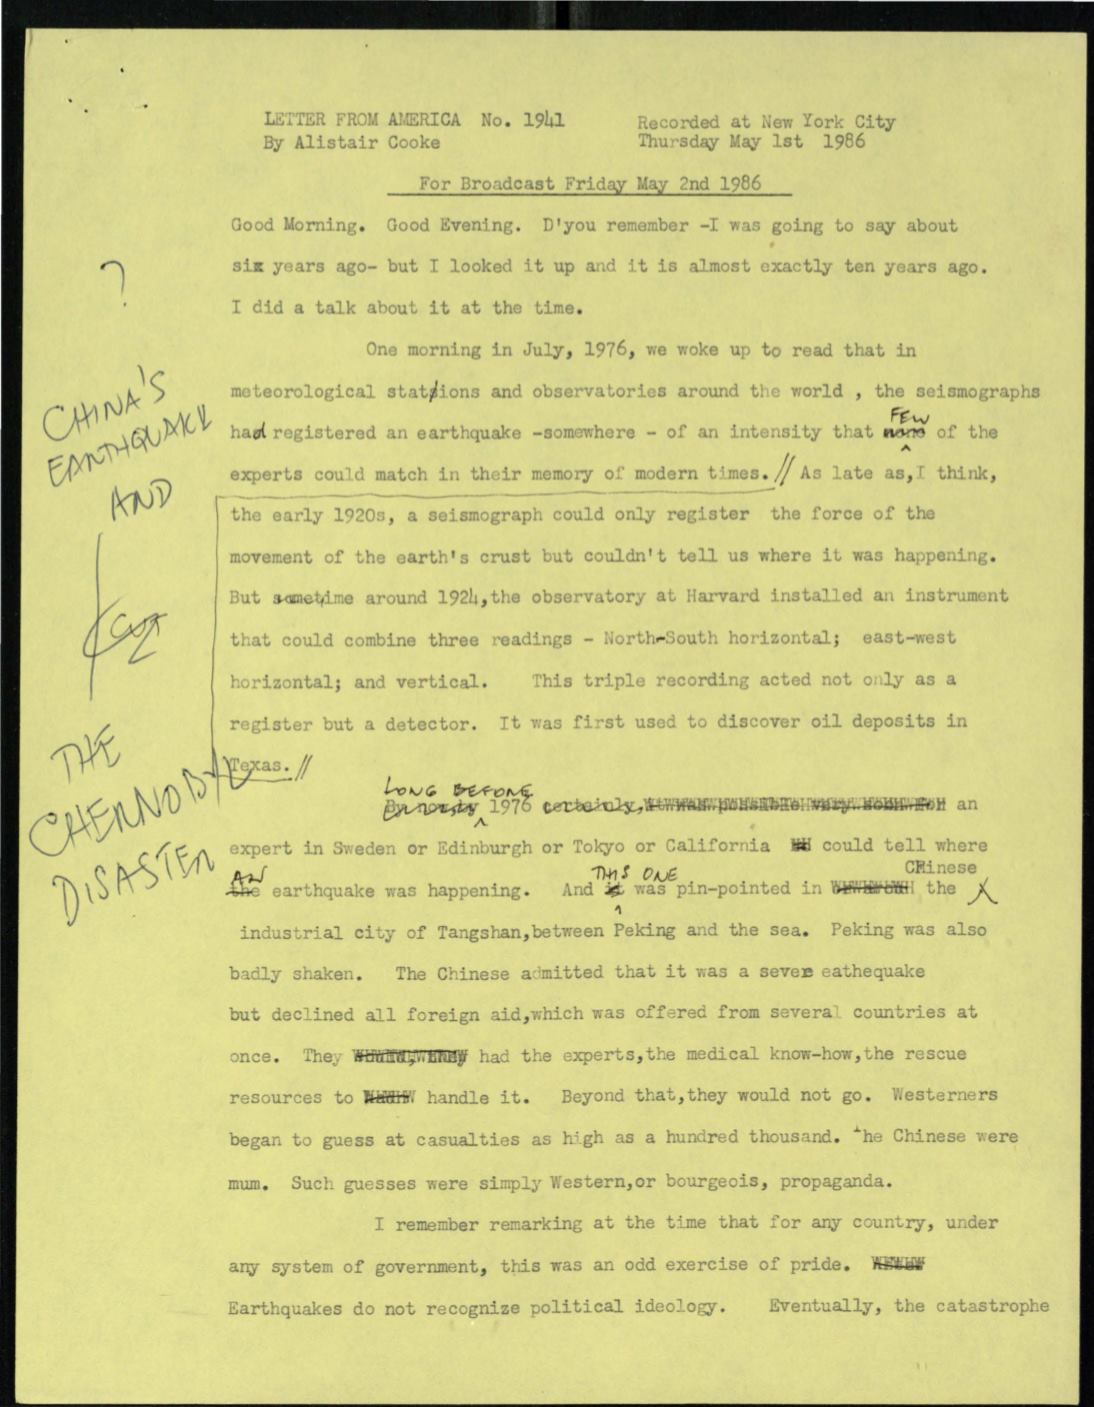 LETTER FROM AMERICA No. 1941
By Alistair Cooke
Recorded at New York City
Thursday May 1st 1986
For Broadcast Friday May 2nd 1986
Good Morning. Good Evening. D'you remember -I was going to say about
six years ago- but I looked it up and it is almost exactly ten years ago.
I did a talk about it at the time.
One morning in July, 1976, we woke up to read that in
meteorological stations and observatories around the world , the seismographs
FEW
had registered an earthquake -somewhere - of an intensity that none of the
experts could match in their memory of modern times. // As late as, I think,
the early 1920s, a seismograph could only register the force of the
movement of the earth's crust but couldn't tell us where it was happening.
But sometime around 1924,the observatory at Harvard installed an instrument
that could combine three readings - North-South horizontal; east-west
horizontal; and vertical. This triple recording acted not only as a
register but a detector. It was first used to discover oil deposits in
Texas. //
LONG BEFORE
1976 certainly, it was possible very soon for an
expert in Sweden or Edinburgh or Tokyo or California could tell where
AN THIS ONE Chinese
the earthquake was happening. And it was pin-pointed in the
industrial city of Tangshan,between Peking and the sea. Peking was also
badly shaken. The Chinese admitted that it was a severe eathequake
but declined all foreign aid,which was offered from several countries at
once. They had the experts,the medical know-how,the rescue
resources to handle it. Beyond that,they would not go. Westerners
began to guess at casualties as high as a hundred thousand. The Chinese were
mum. Such guesses were simply Western,or bourgeois, propaganda.
I remember remarking at the time that for any country, under
any system of government, this was an odd exercise of pride.
Earthquakes do not recognize political ideology. Eventually, the catastrophe
?
CHINA'S
EARTHQUAKE
AND
CUT
THE
CHERNOBYL
DISASTER